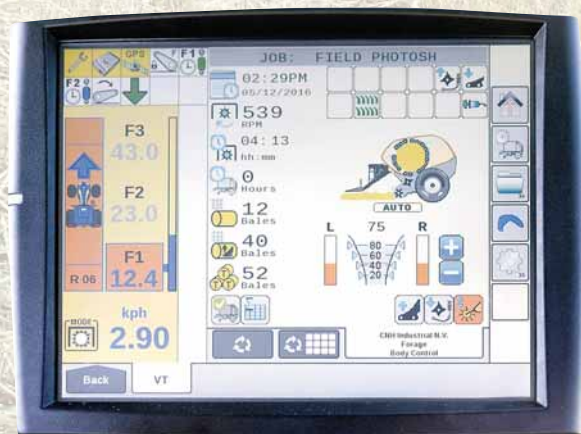 GPS F F1
JOB: FIELD PHOTOSH
F2
02:29PM
05/12/2016
539
RPM
F3
43.0
04:13
hh:mm
0
Hours
F2
23.0
AUTO
12
Bales
L 75 R
80
60
40
20
40
Bales
F1
R 06 12.4
52
Bales
kph
MODE
2.90
CNH Industrial N.V.
Forage
Body Control
Back VT